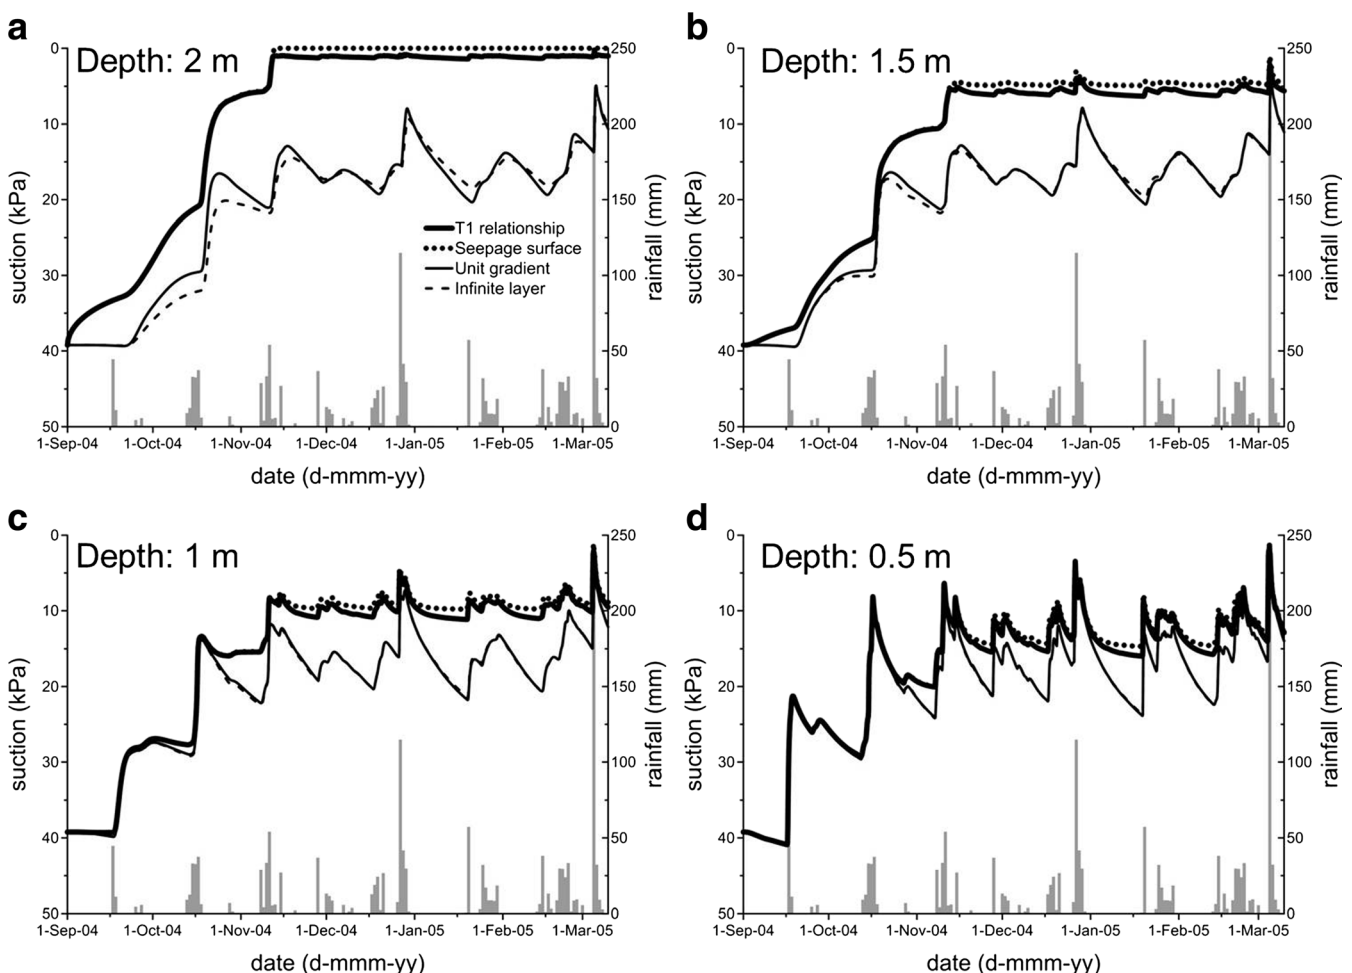 a
Depth: 2 m
suction (kPa)
0
10
20
30
40
50
rainfall (mm)
250
200
150
100
50
0
T1 relationship
Seepage surface
Unit gradient
Infinite layer
1-Sep-04 1-Oct-04 1-Nov-04 1-Dec-04 1-Jan-05 1-Feb-05 1-Mar-05
date (d-mmm-yy)
b
Depth: 1.5 m
suction (kPa)
0
10
20
30
40
50
rainfall (mm)
250
200
150
100
50
0
1-Sep-04 1-Oct-04 1-Nov-04 1-Dec-04 1-Jan-05 1-Feb-05 1-Mar-05
date (d-mmm-yy)
c
Depth: 1 m
suction (kPa)
0
10
20
30
40
50
rainfall (mm)
250
200
150
100
50
0
1-Sep-04 1-Oct-04 1-Nov-04 1-Dec-04 1-Jan-05 1-Feb-05 1-Mar-05
date (d-mmm-yy)
d
Depth: 0.5 m
suction (kPa)
0
10
20
30
40
50
rainfall (mm)
250
200
150
100
50
0
1-Sep-04 1-Oct-04 1-Nov-04 1-Dec-04 1-Jan-05 1-Feb-05 1-Mar-05
date (d-mmm-yy)